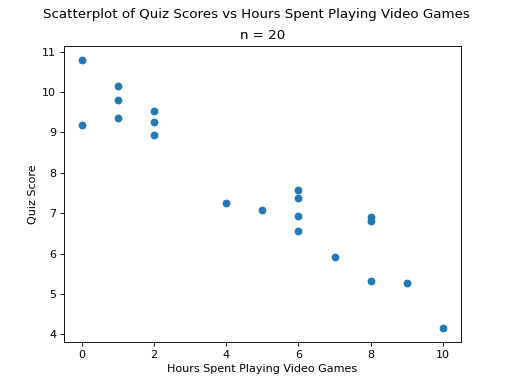 Scatterplot of Quiz Scores vs Hours Spent Playing Video Games
n = 20
11
10
9
8
7
6
5
4
Quiz Score
0 2 4 6 8 10
Hours Spent Playing Video Games